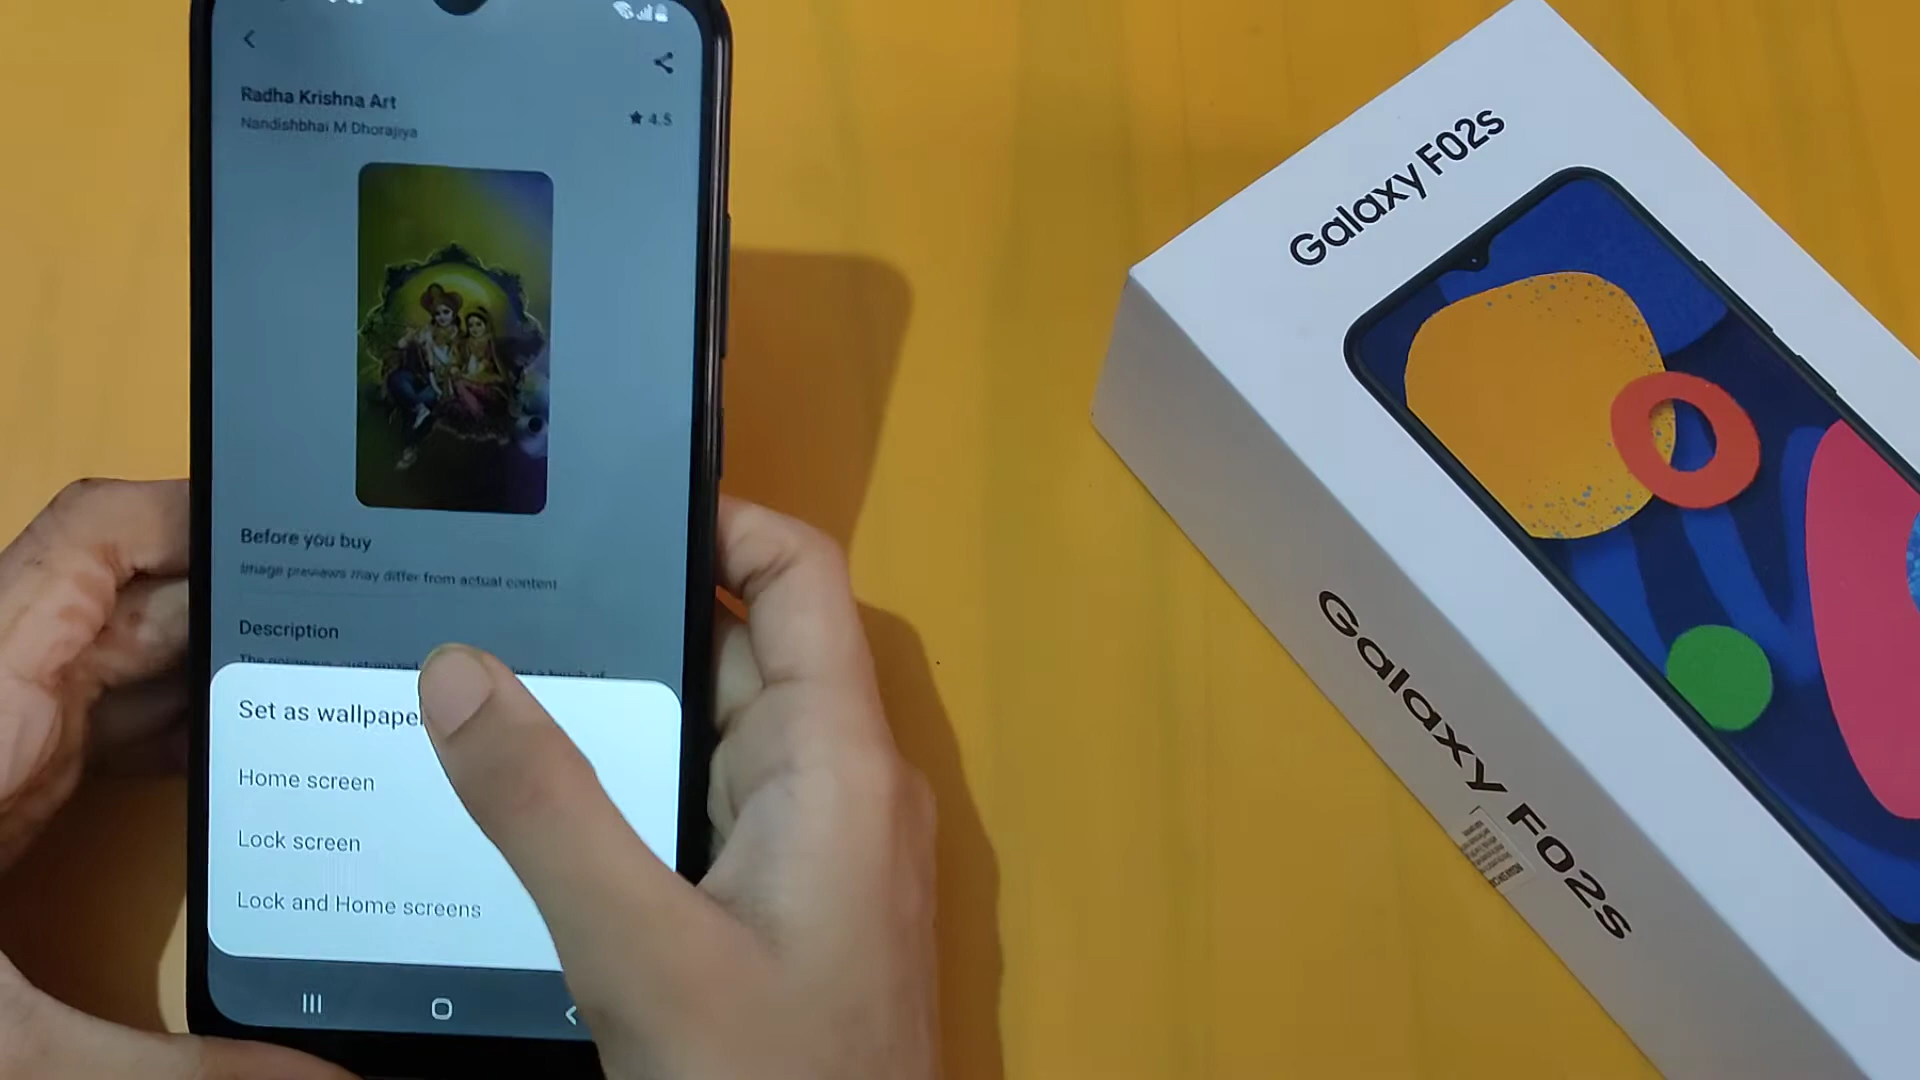 Radha Krishna Art
Nandishbhai M Dhorajiya
4.5
Before you buy
Image previews may differ from actual content
Description
Set as wallpaper
Home screen
Lock screen
Lock and Home screens
Galaxy F02s
Galaxy F02s